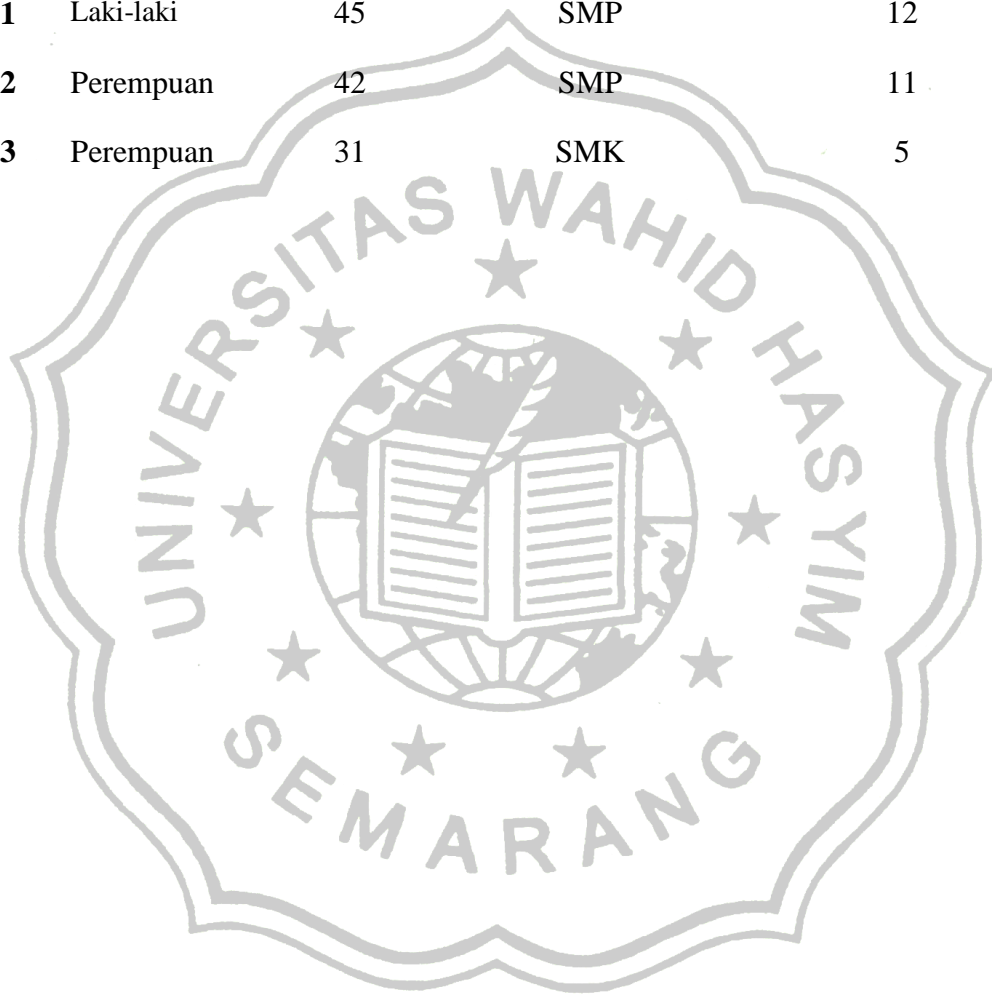 1 Laki-laki 45 SMP 12
2 Perempuan 42 SMP 11
3 Perempuan 31 SMK 5
UNIVERSITAS WAHID HASYIM
SEMARANG